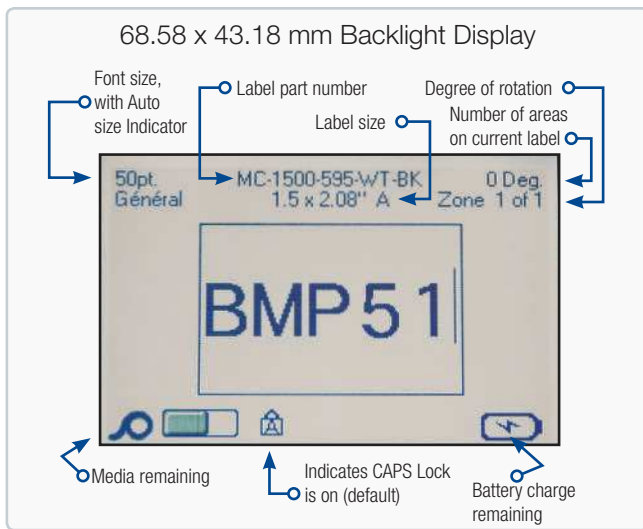 68.58 x 43.18 mm Backlight Display
Font size,
with Auto
size Indicator
Label part number
Label size
Degree of rotation
Number of areas
on current label
50pt.
Général
MC-1500-595-WT-BK
1.5 x 2.08" A
0 Deg.
Zone 1 of 1
BMP51
A
Media remaining
Indicates CAPS Lock
is on (default)
Battery charge
remaining